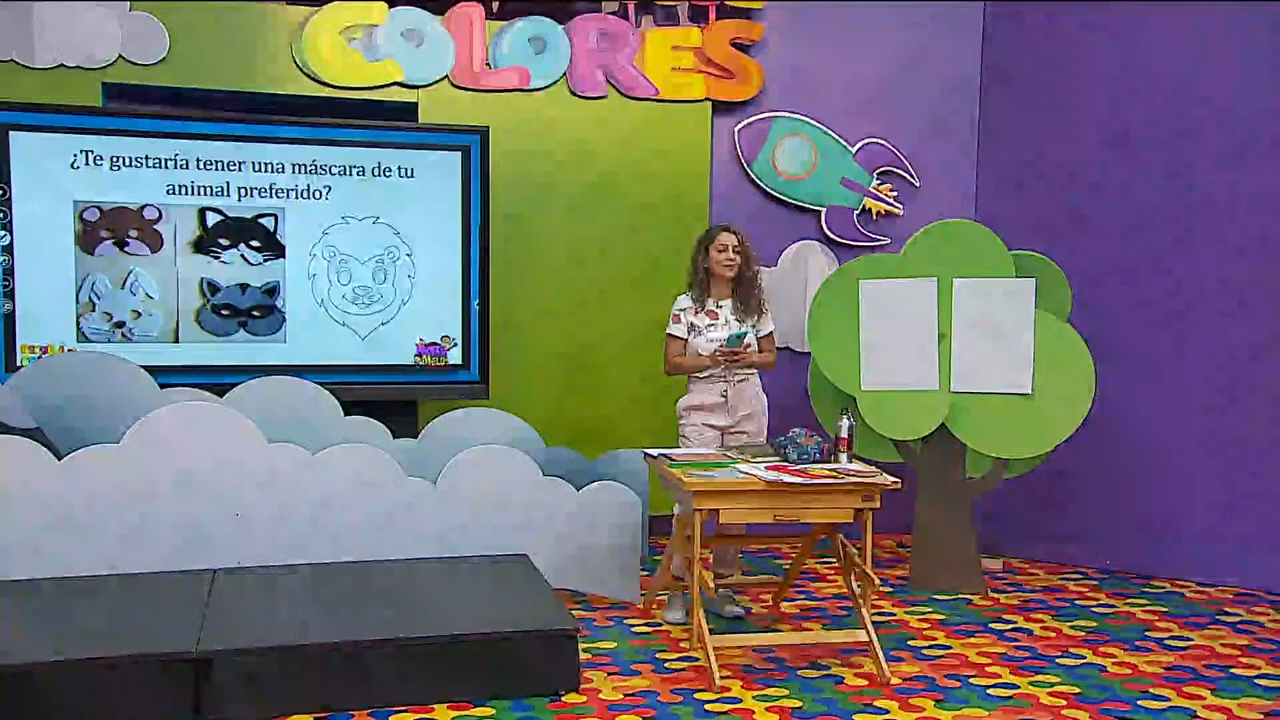 COLORES
¿Te gustaría tener una máscara de tu
animal preferido?